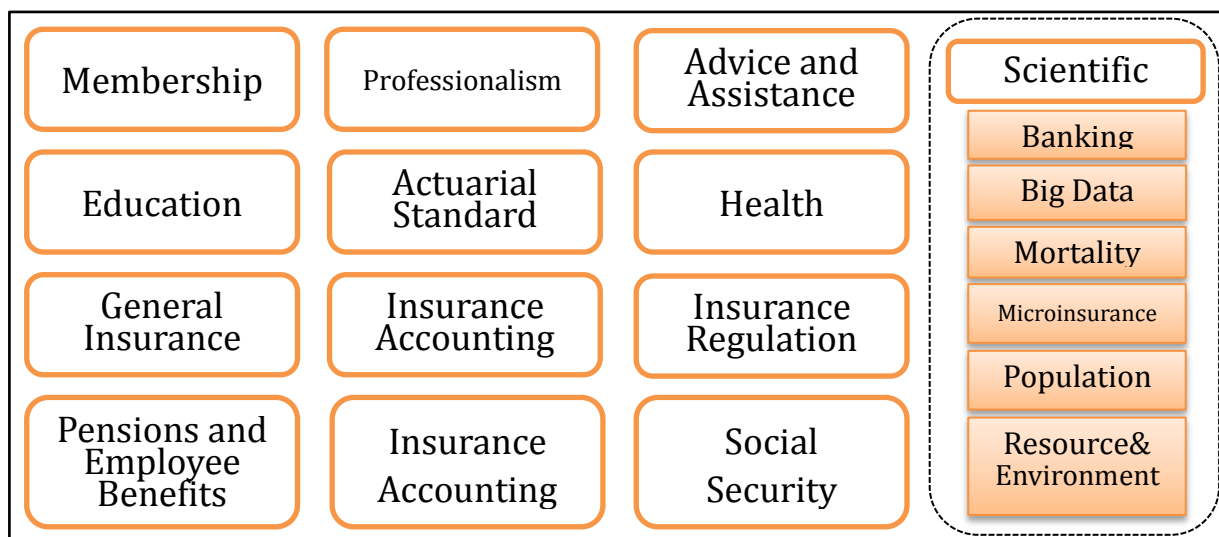 Membership
Professionalism
Advice and
Assistance
Education
Actuarial
Standard
Health
General
Insurance
Insurance
Accounting
Insurance
Regulation
Pensions and
Employee
Benefits
Insurance
Accounting
Social
Security
Scientific
Banking
Big Data
Mortality
Microinsurance
Population
Resource&
Environment